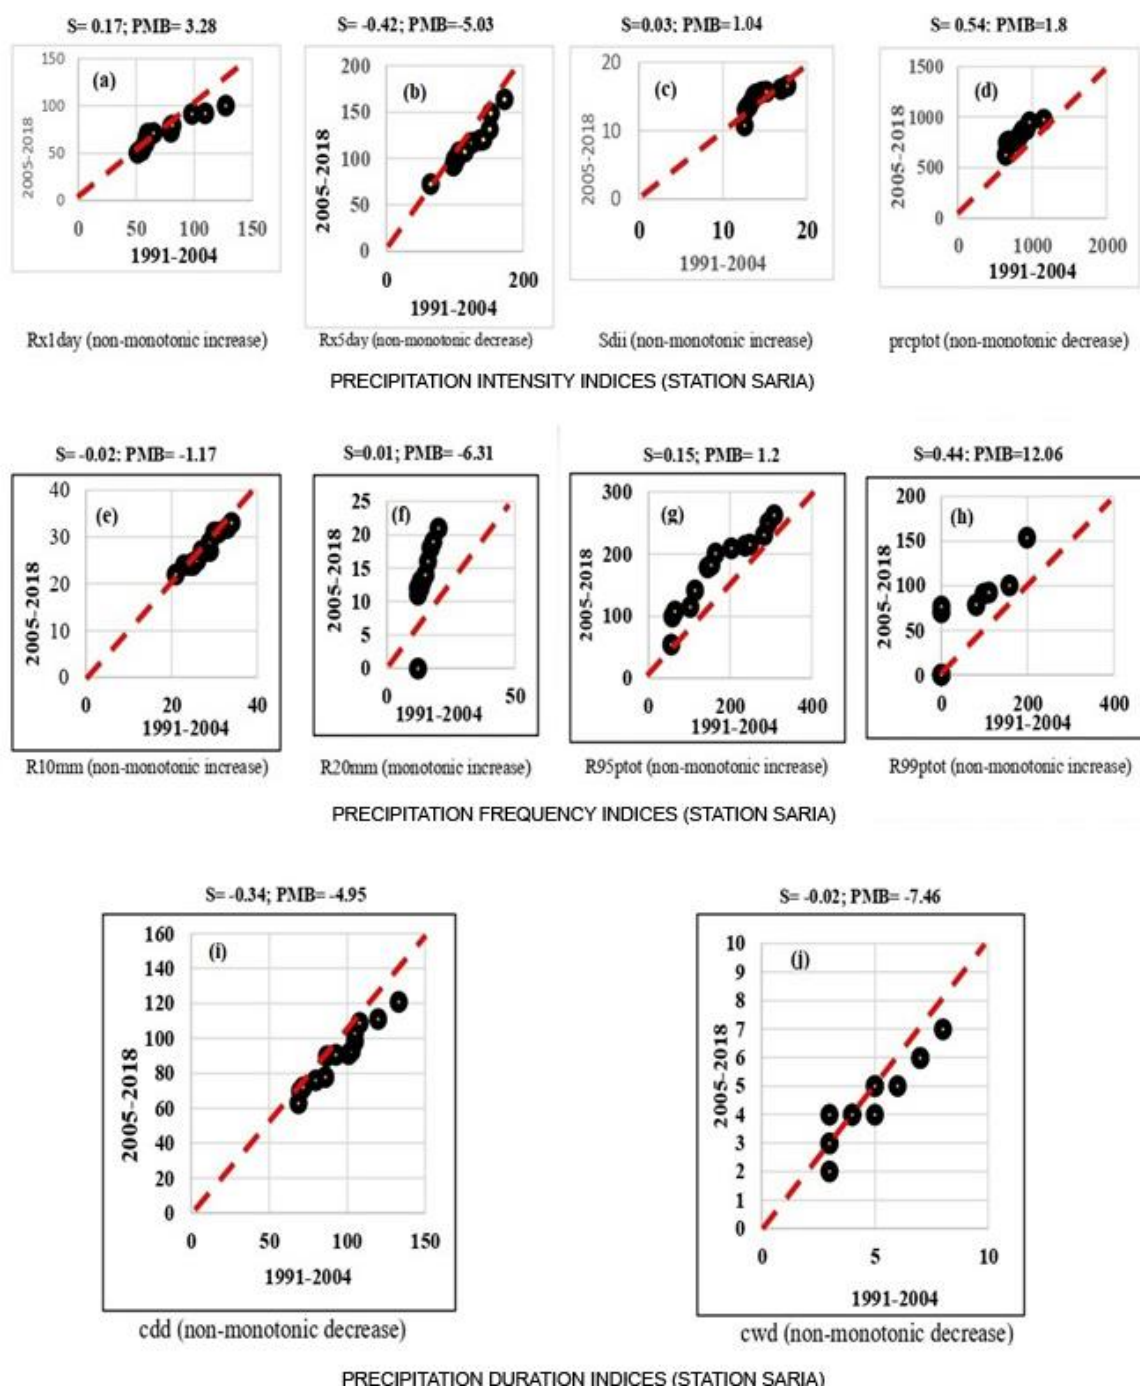 S= 0.17; PMB= 3.28
S= -0.42; PMB=-5.03
S=0.03; PMB=1.04
S= 0.54: PMB=1.8
(a)
150
100
50
0
2005-2018
0 50 100 150
1991-2004
(b)
200
150
100
50
0
2005-2018
0 200
1991-2004
(c)
20
10
0
2005-2018
0 10 20
1991-2004
(d)
1500
1000
500
0
2005-2018
0 1000 2000
1991-2004
Rx1day (non-monotonic increase)
Rx5day (non-monotonic decrease)
Sdii (non-monotonic increase)
prcptot (non-monotonic decrease)
PRECIPITATION INTENSITY INDICES (STATION SARIA)
S= -0.02: PMB= -1.17
S=0.01; PMB= -6.31
S=0.15; PMB= 1.2
S=0.44: PMB=12.06
(e)
40
30
20
10
0
2005-2018
0 20 40
1991-2004
(f)
25
20
15
10
5
0
2005-2018
0 50
1991-2004
(g)
300
200
100
0
2005-2018
0 200 400
1991-2004
(h)
200
150
100
50
0
2005-2018
0 200 400
1991-2004
R10mm (non-monotonic increase)
R20mm (monotonic increase)
R95ptot (non-monotonic increase)
R99ptot (non-monotonic increase)
PRECIPITATION FREQUENCY INDICES (STATION SARIA)
S= -0.34; PMB= -4.95
S= -0.02; PMB= -7.46
(i)
160
140
120
100
80
60
40
20
0
2005-2018
0 50 100 150
1991-2004
(j)
10
9
8
7
6
5
4
3
2
1
0
2005-2018
0 5 10
1991-2004
cdd (non-monotonic decrease)
cwd (non-monotonic decrease)
PRECIPITATION DURATION INDICES (STATION SARIA)